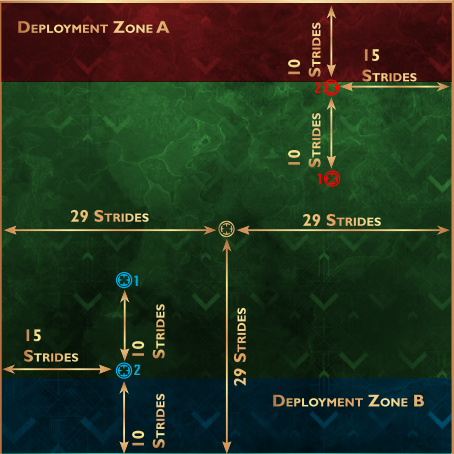 DEPLOYMENT ZONE A
10 STRIDES
15
STRIDES
2
10 STRIDES
1
29 STRIDES
29 STRIDES
1
10 STRIDES
15
STRIDES
2
29 STRIDES
10 STRIDES
DEPLOYMENT ZONE B